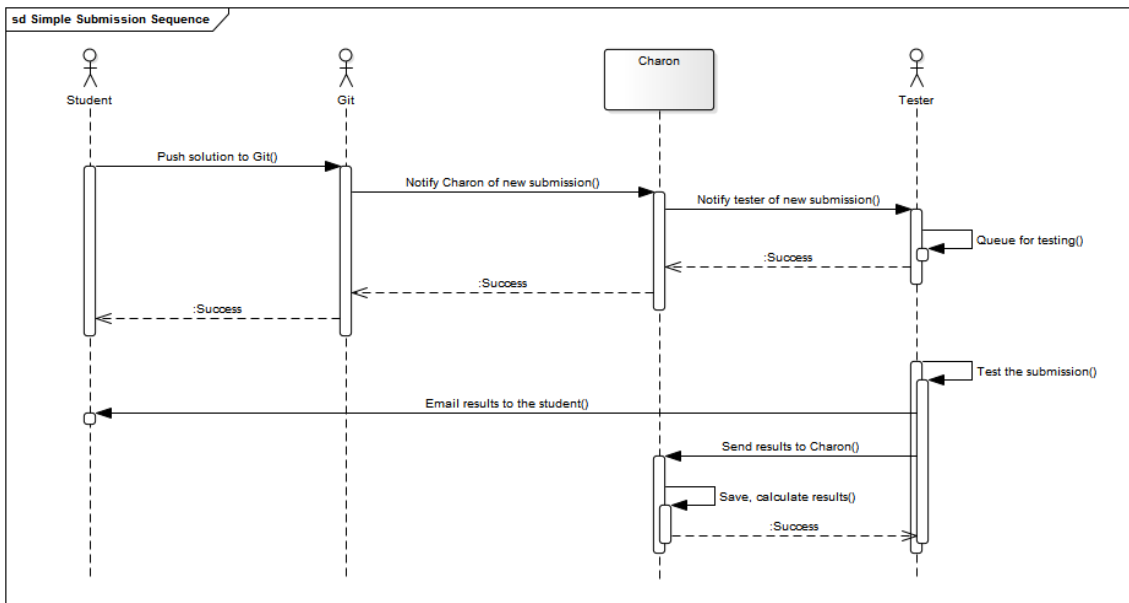 sd Simple Submission Sequence
Student
Git
Charon
Tester
Push solution to Git()
Notify Charon of new submission()
Notify tester of new submission()
Queue for testing()
:Success
:Success
:Success
Test the submission()
Email results to the student()
Send results to Charon()
Save, calculate results()
:Success